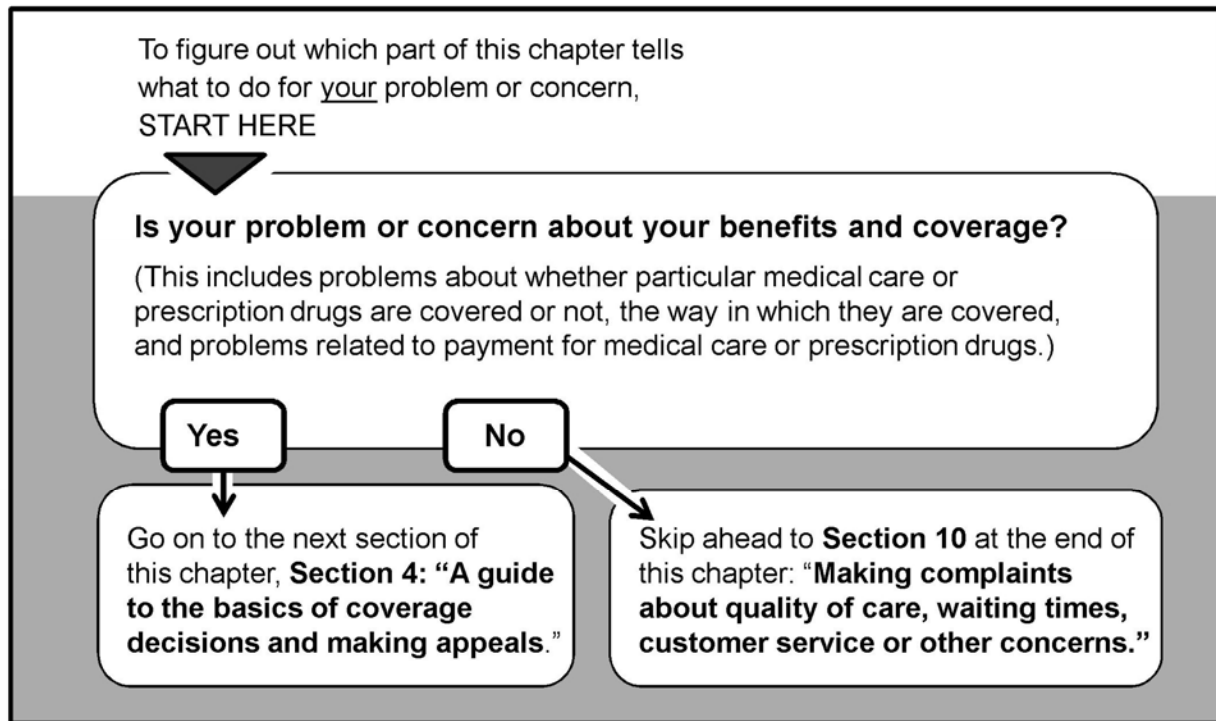 To figure out which part of this chapter tells
what to do for your problem or concern,
START HERE
Is your problem or concern about your benefits and coverage?
(This includes problems about whether particular medical care or
prescription drugs are covered or not, the way in which they are covered,
and problems related to payment for medical care or prescription drugs.)
Yes
No
Go on to the next section of
this chapter, Section 4: “A guide
to the basics of coverage
decisions and making appeals.”
Skip ahead to Section 10 at the end of
this chapter: “Making complaints
about quality of care, waiting times,
customer service or other concerns.”